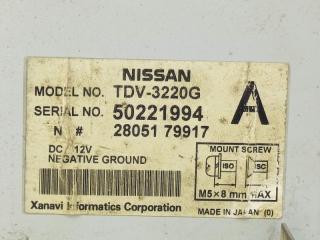 NISSAN
MODEL NO. TDV-3220G
SERIAL NO. 50221994 A
N # 28051 79917
DC 12V
NEGATIVE GROUND
MOUNT SCREW
ISO ISO
M5×8 mm MAX
Xanavi Informatics Corporation MADE IN JAPAN (0)